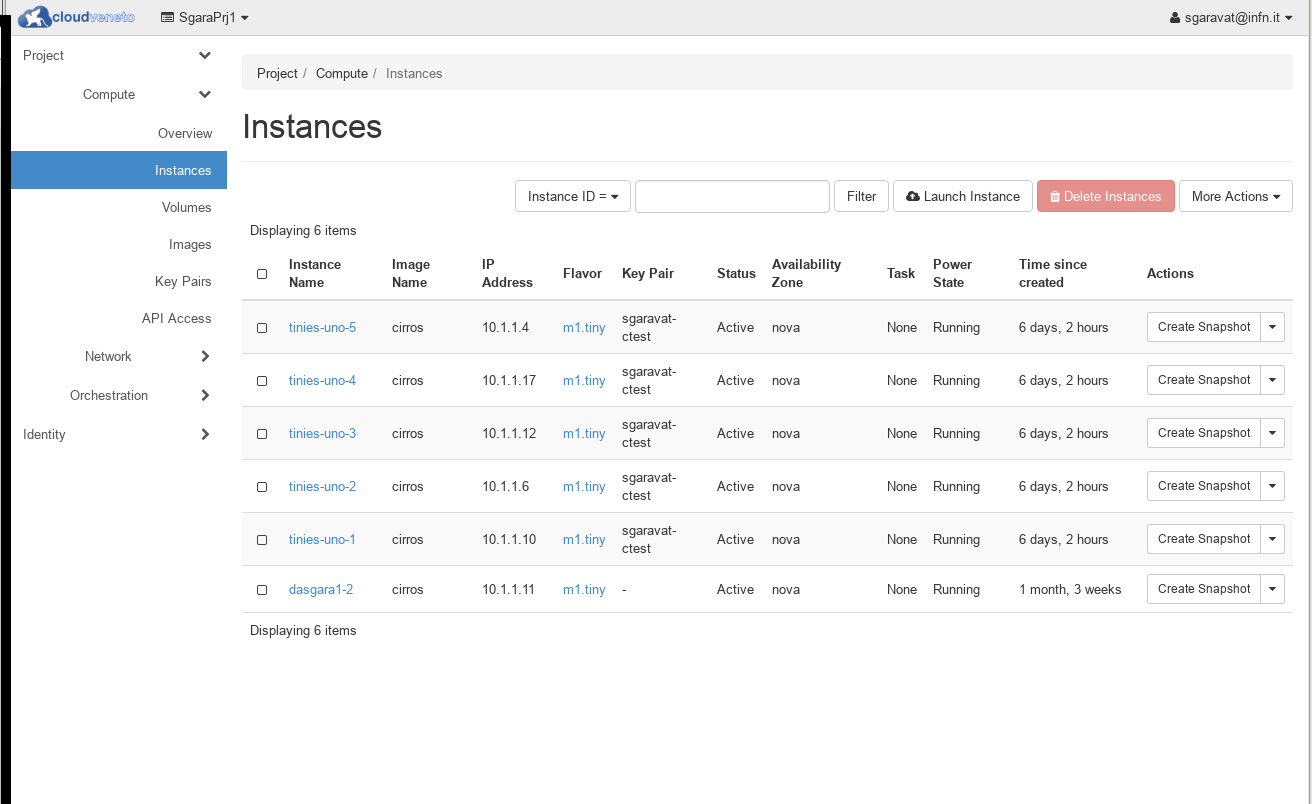 cloudveneto SgaraPrj1 sgaravat@infn.it
Project
Compute
Overview
Instances
Volumes
Images
Key Pairs
API Access
Network
Orchestration
Identity
Project / Compute / Instances
Instances
Instance ID = Filter Launch Instance Delete Instances More Actions
Displaying 6 items
Instance Name Image Name IP Address Flavor Key Pair Status Availability Zone Task Power State Time since created Actions
tinies-uno-5 cirros 10.1.1.4 m1.tiny sgaravat-ctest Active nova None Running 6 days, 2 hours Create Snapshot
tinies-uno-4 cirros 10.1.1.17 m1.tiny sgaravat-ctest Active nova None Running 6 days, 2 hours Create Snapshot
tinies-uno-3 cirros 10.1.1.12 m1.tiny sgaravat-ctest Active nova None Running 6 days, 2 hours Create Snapshot
tinies-uno-2 cirros 10.1.1.6 m1.tiny sgaravat-ctest Active nova None Running 6 days, 2 hours Create Snapshot
tinies-uno-1 cirros 10.1.1.10 m1.tiny sgaravat-ctest Active nova None Running 6 days, 2 hours Create Snapshot
dasgara1-2 cirros 10.1.1.11 m1.tiny - Active nova None Running 1 month, 3 weeks Create Snapshot
Displaying 6 items